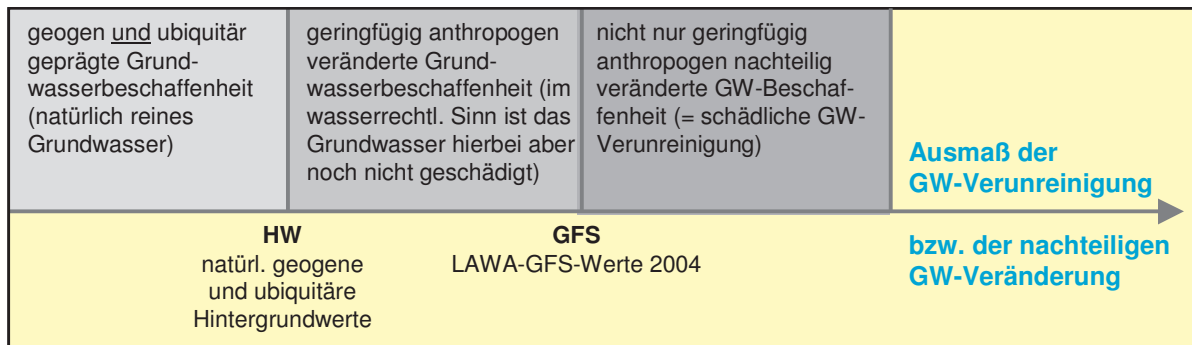 geogen und ubiquitär
geprägte Grund-
wasserbeschaffenheit
(natürlich reines
Grundwasser)
geringfügig anthropogen
veränderte Grund-
wasserbeschaffenheit (im
wasserrechtl. Sinn ist das
Grundwasser hierbei aber
noch nicht geschädigt)
nicht nur geringfügig
anthropogen nachteilig
veränderte GW-Beschaf-
fenheit (= schädliche GW-
Verunreinigung)
Ausmaß der
GW-Verunreinigung
HW
natürl. geogene
und ubiquitäre
Hintergrundwerte
GFS
LAWA-GFS-Werte 2004
bzw. der nachteiligen
GW-Veränderung